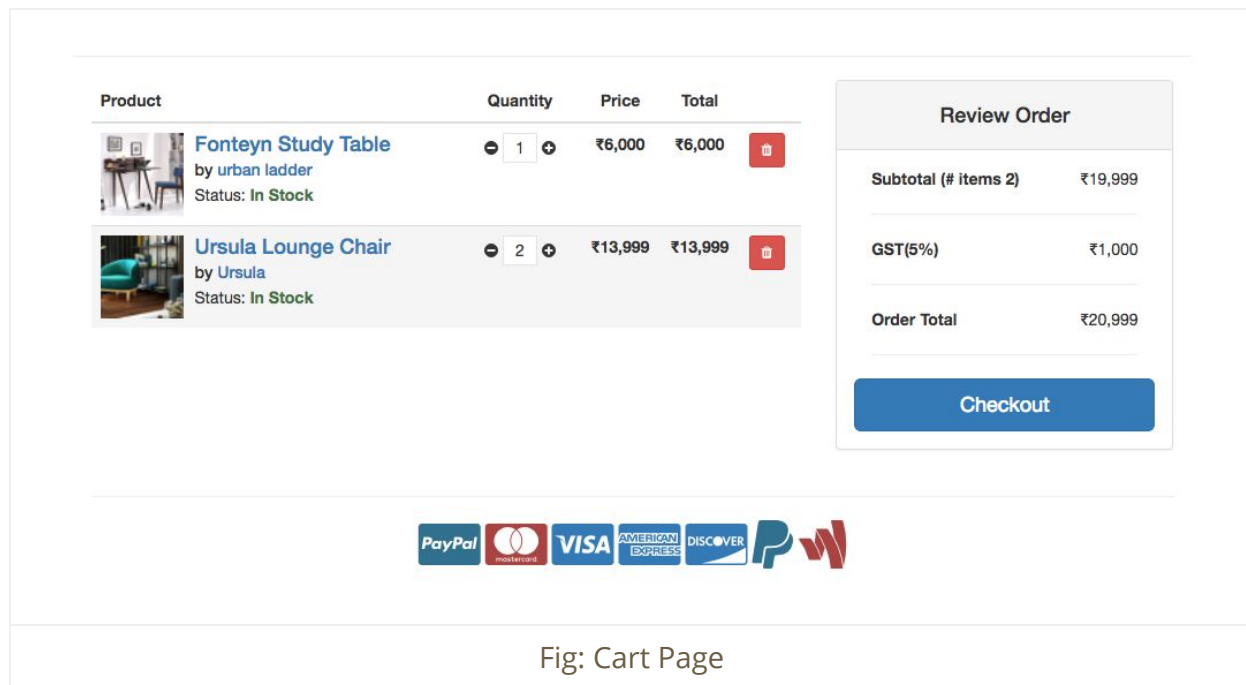 Product Quantity Price Total
Fonteyn Study Table
by urban ladder
Status: In Stock
1 ₹6,000 ₹6,000
Ursula Lounge Chair
by Ursula
Status: In Stock
2 ₹13,999 ₹13,999
Review Order
Subtotal (# items 2) ₹19,999
GST(5%) ₹1,000
Order Total ₹20,999
Checkout
PayPal mastercard VISA AMERICAN EXPRESS DISCOVER
Fig: Cart Page